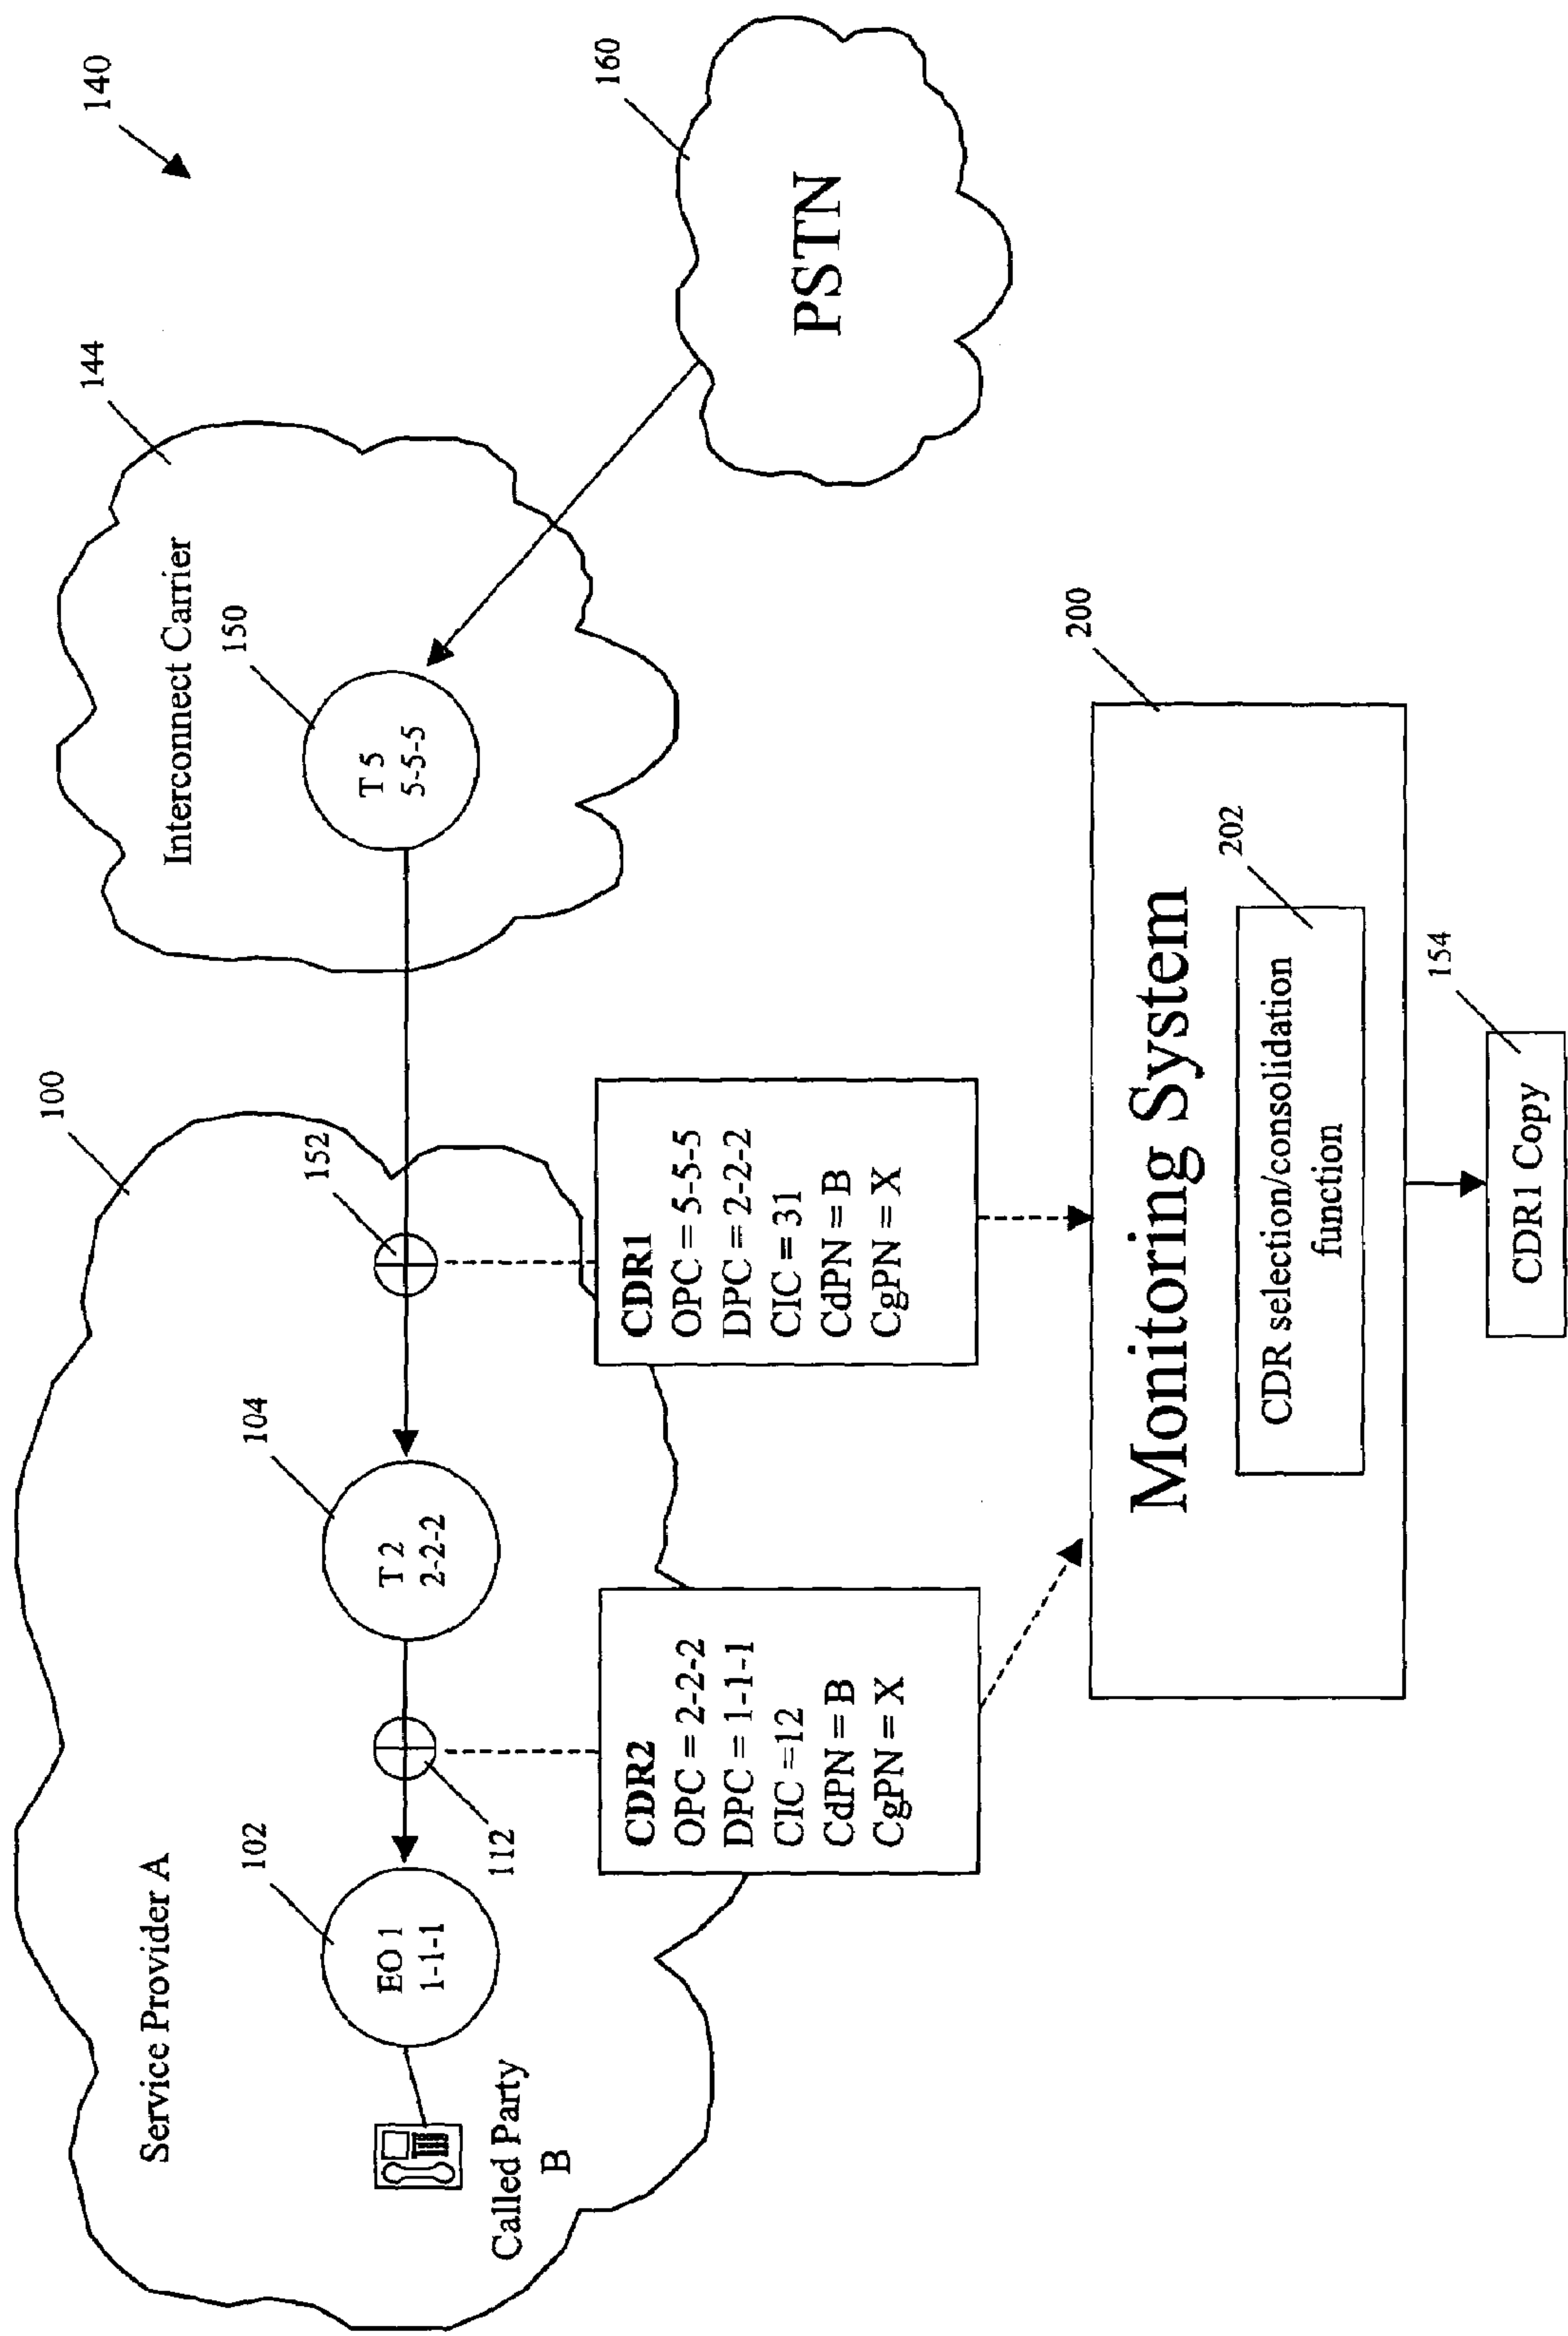 140
100
144
Service Provider A
Interconnect Carrier
102
104
152
150
160
EO 1
1-1-1
T 2
2-2-2
T 5
5-5-5
PSTN
112
Called Party
B
CDR2
OPC = 2-2-2
DPC = 1-1-1
CIC =12
CdPN = B
CgPN = X
CDR1
OPC = 5-5-5
DPC = 2-2-2
CIC = 31
CdPN = B
CgPN = X
200
Monitoring System
202
CDR selection/consolidation
function
154
CDR1 Copy